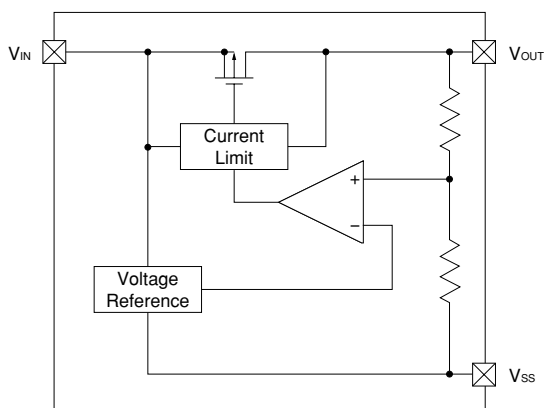 VIN
VOUT
Current
Limit
+
−
Voltage
Reference
VSS